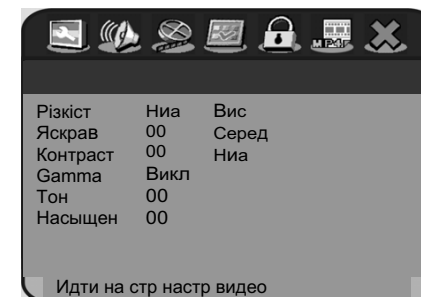 MP4F
Різкіст Ниа Вис
Яскрав 00 Серед
Контраст 00 Ниа
Gamma Викл
Тон 00
Насыщен 00
Идти на стр настр видео